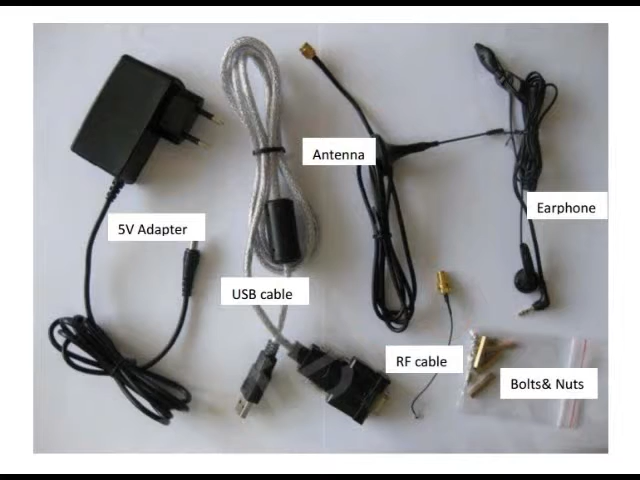 Antenna
Earphone
5V Adapter
USB cable
RF cable
Bolts& Nuts